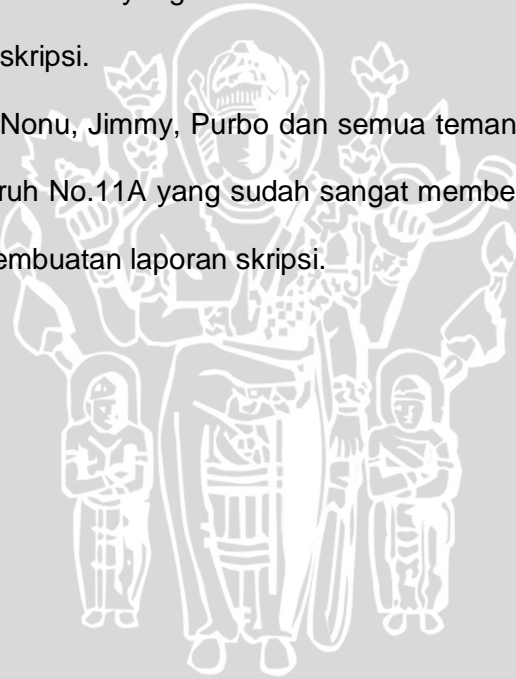 skripsi.
Nonu, Jimmy, Purbo dan semua teman
ruh No.11A yang sudah sangat membe
embuatan laporan skripsi.